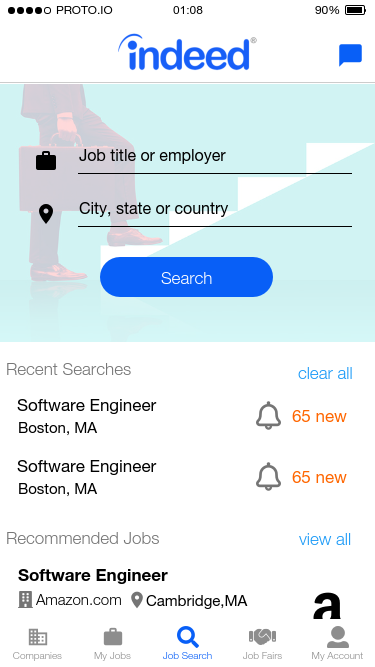 PROTO.IO 01:08 90%
indeed®
Job title or employer
City, state or country
Search
Recent Searches
clear all
Software Engineer
Boston, MA
65 new
Software Engineer
Boston, MA
65 new
Recommended Jobs
view all
Software Engineer
Amazon.com Cambridge,MA
a
Companies My Jobs Job Search Job Fairs My Account